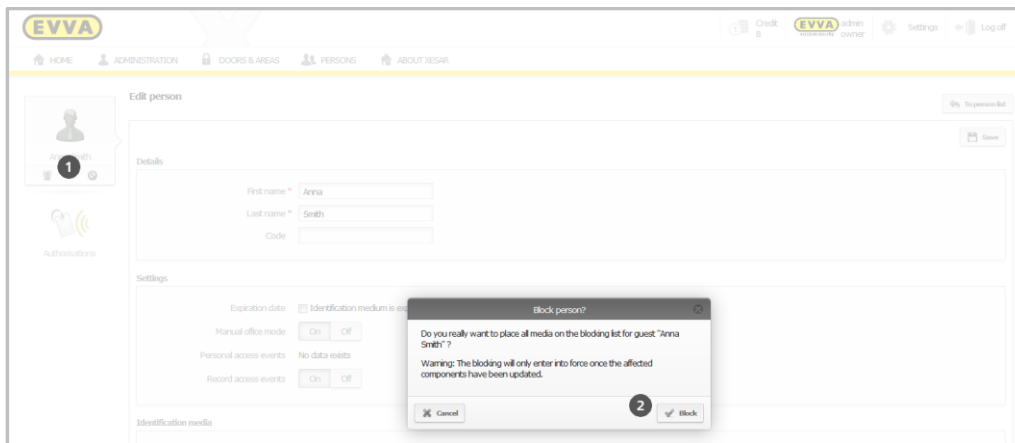 EVVA
Credit
8
EVVA admin
owner
Settings
Log off
HOME
ADMINISTRATION
DOORS & AREAS
PERSONS
ABOUT XESAR
Edit person
To person list
Save
1
Details
First name * Anna
Last name * Smith
Code
Authorisations
Settings
Expiration date
Identification medium is
Manual office mode On Off
Personal access events No data exists
Record access events On Off
Block person?
Do you really want to place all media on the blocking list for guest "Anna
Smith" ?
Warning: The blocking will only enter into force once the affected
components have been updated.
Cancel
2
Block
Identification media